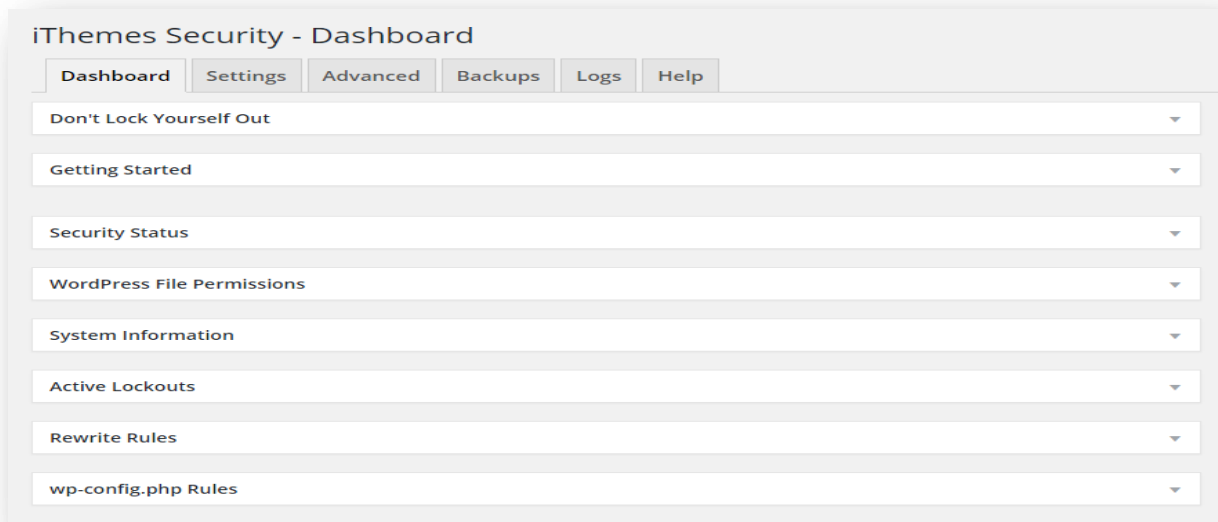 iThemes Security - Dashboard
Dashboard Settings Advanced Backups Logs Help
Don't Lock Yourself Out
Getting Started
Security Status
WordPress File Permissions
System Information
Active Lockouts
Rewrite Rules
wp-config.php Rules